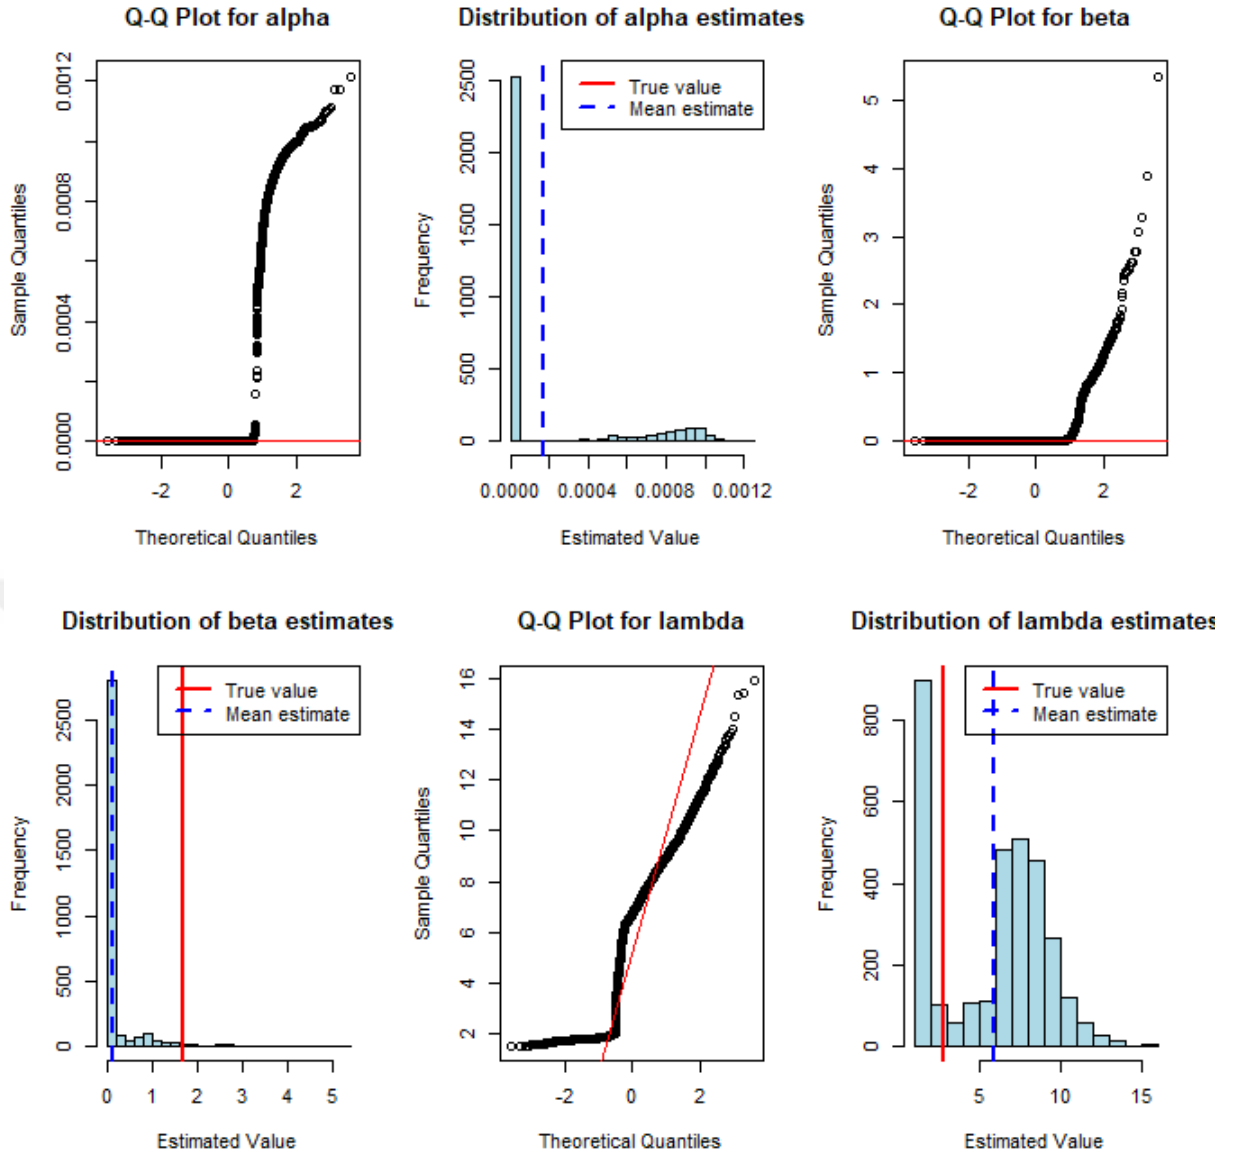 Q-Q Plot for alpha
0.0000 0.0004 0.0008 0.0012
Sample Quantiles
-2 0 2
Theoretical Quantiles
Distribution of alpha estimates
True value
Mean estimate
0 500 1000 1500 2000 2500
Frequency
0.0000 0.0004 0.0008 0.0012
Estimated Value
Q-Q Plot for beta
0 1 2 3 4 5
Sample Quantiles
-2 0 2
Theoretical Quantiles
Distribution of beta estimates
True value
Mean estimate
0 500 1000 1500 2000 2500
Frequency
0 1 2 3 4 5
Estimated Value
Q-Q Plot for lambda
2 4 6 8 10 12 14 16
Sample Quantiles
-2 0 2
Theoretical Quantiles
Distribution of lambda estimates
True value
Mean estimate
0 200 400 600 800
Frequency
5 10 15
Estimated Value